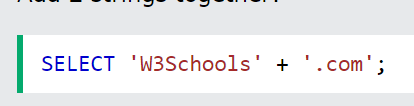 Add 2 strings together:
SELECT 'W3Schools' + '.com';